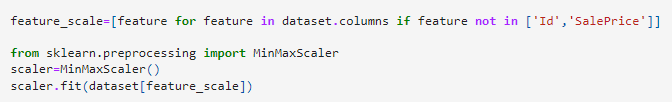 feature_scale=[feature for feature in dataset.columns if feature not in ['Id','SalePrice']]
from sklearn.preprocessing import MinMaxScaler
scaler=MinMaxScaler()
scaler.fit(dataset[feature_scale])